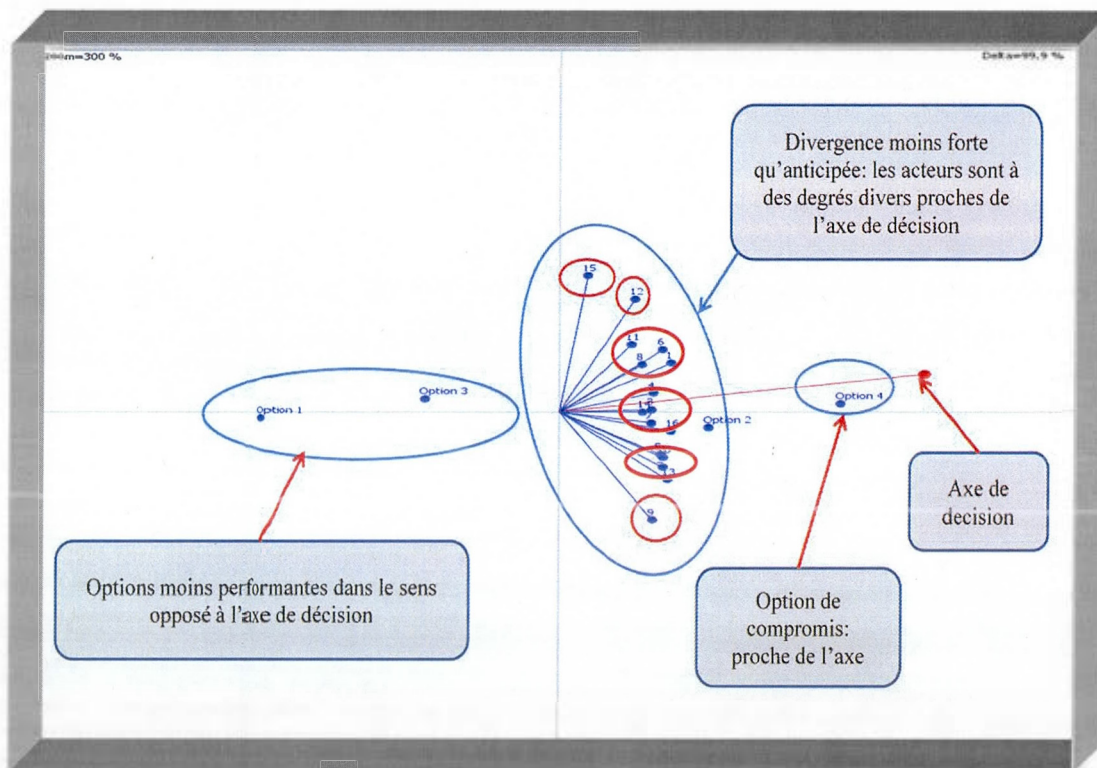 m=300 %
Delta=99,9 %
Divergence moins forte
qu'anticipée: les acteurs sont à
des degrés divers proches de
l'axe de décision
15
12
11
6
8
1
Option 3
Option 1
Option 4
16
Option 2
13
9
Axe de
decision
Options moins performantes dans le sens
opposé à l'axe de décision
Option de
compromis:
proche de l'axe